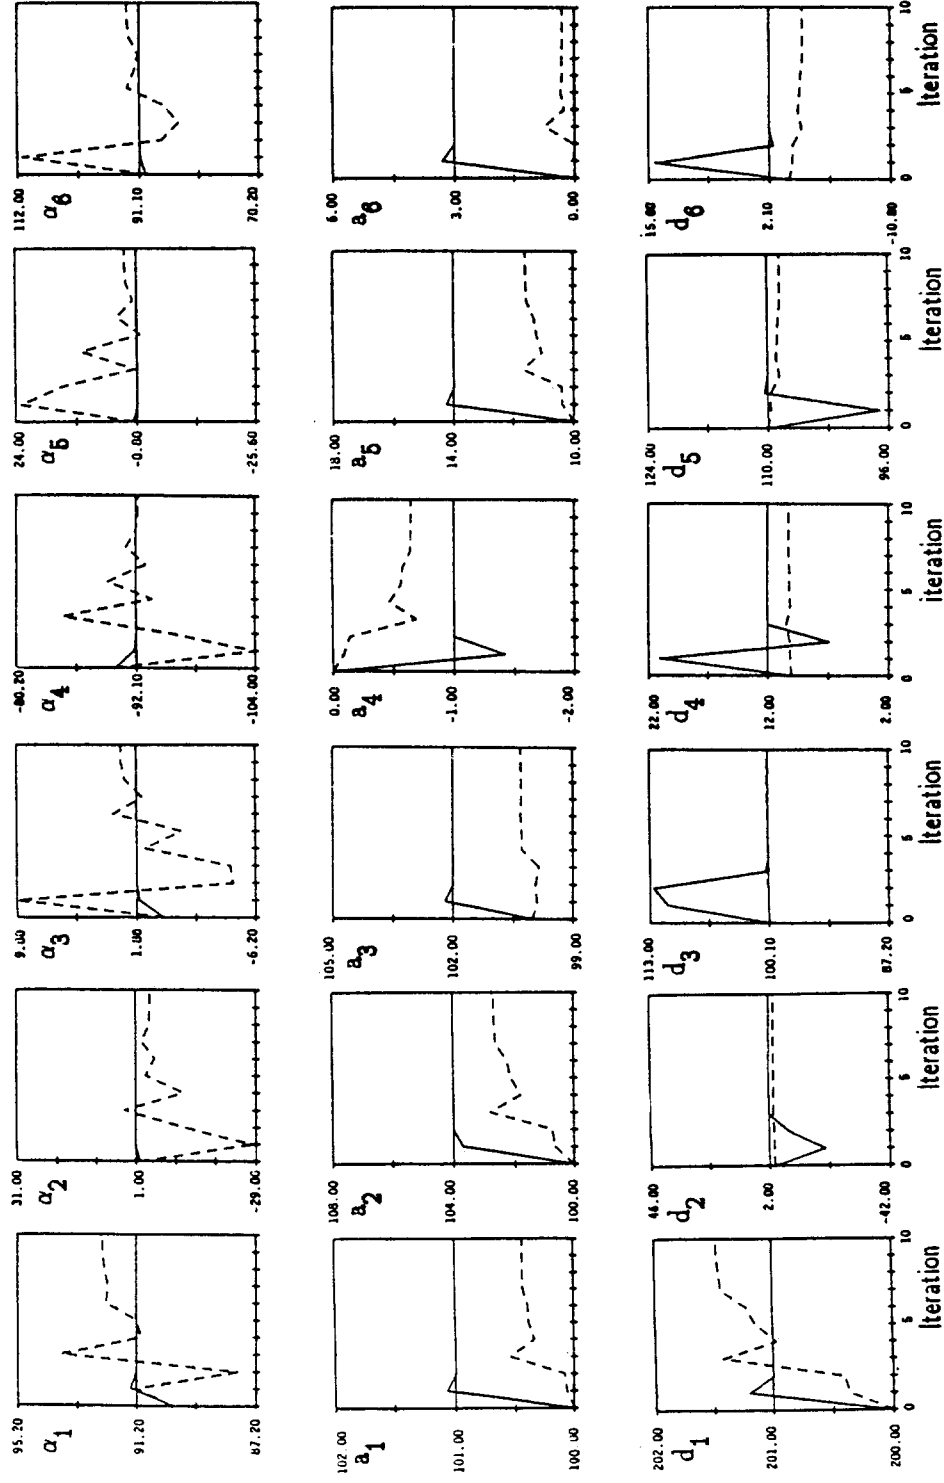 95.20 31.00 9.00 -80.20 24.00 112.00
α1 α2 α3 α4 α5 α6
91.20 1.00 1.80 -92.10 -0.80 91.10
87.20 -29.00 -6.20 -104.00 -25.60 70.20
102.00 108.00 105.00 0.00 18.00 6.00
a1 a2 a3 a4 a5 a6
101.00 104.00 102.00 -1.00 14.00 3.00
100.00 100.00 99.00 -2.00 10.00 0.00
202.00 46.00 113.00 22.00 124.00 15.00
d1 d2 d3 d4 d5 d6
201.00 2.00 100.10 12.00 110.00 2.10
200.00 -42.00 87.20 2.00 96.00 -10.80
0 5 10 0 5 10 0 5 10 0 5 10 0 5 10 0 5 10
Iteration Iteration Iteration Iteration Iteration Iteration